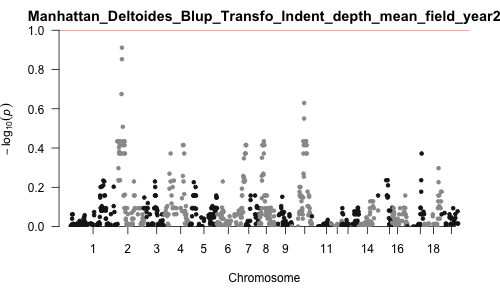 Manhattan_Deltoides_Blup_Transfo_Indent_depth_mean_field_year2
1.0
0.8
0.6
0.4
0.2
0.0
− log10(p)
1 2 3 4 5 6 7 8 9 11 14 16 18
Chromosome